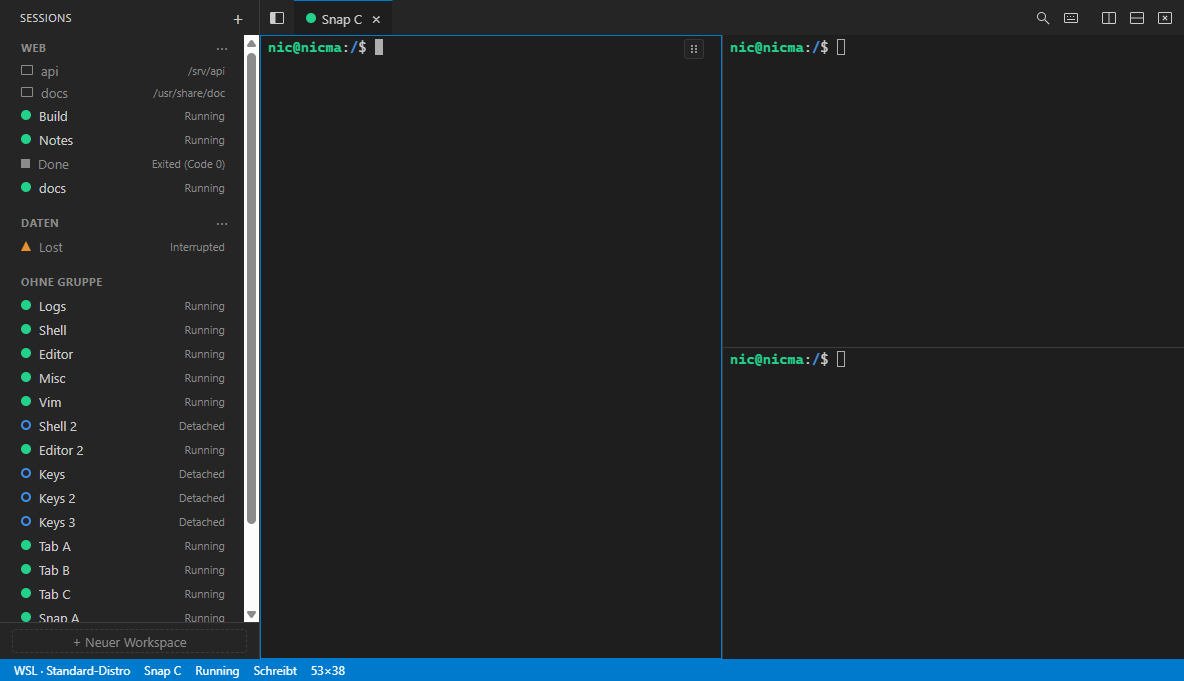 SESSIONS +
WEB ...
api /srv/api
docs /usr/share/doc
Build Running
Notes Running
Done Exited (Code 0)
docs Running
DATEN ...
Lost Interrupted
OHNE GRUPPE
Logs Running
Shell Running
Editor Running
Misc Running
Vim Running
Shell 2 Detached
Editor 2 Running
Keys Detached
Keys 2 Detached
Keys 3 Detached
Tab A Running
Tab B Running
Tab C Running
Snap A Running
+ Neuer Workspace
Snap C ×
nic@nicma:/$
nic@nicma:/$
nic@nicma:/$
WSL · Standard-Distro Snap C Running Schreibt 53×38